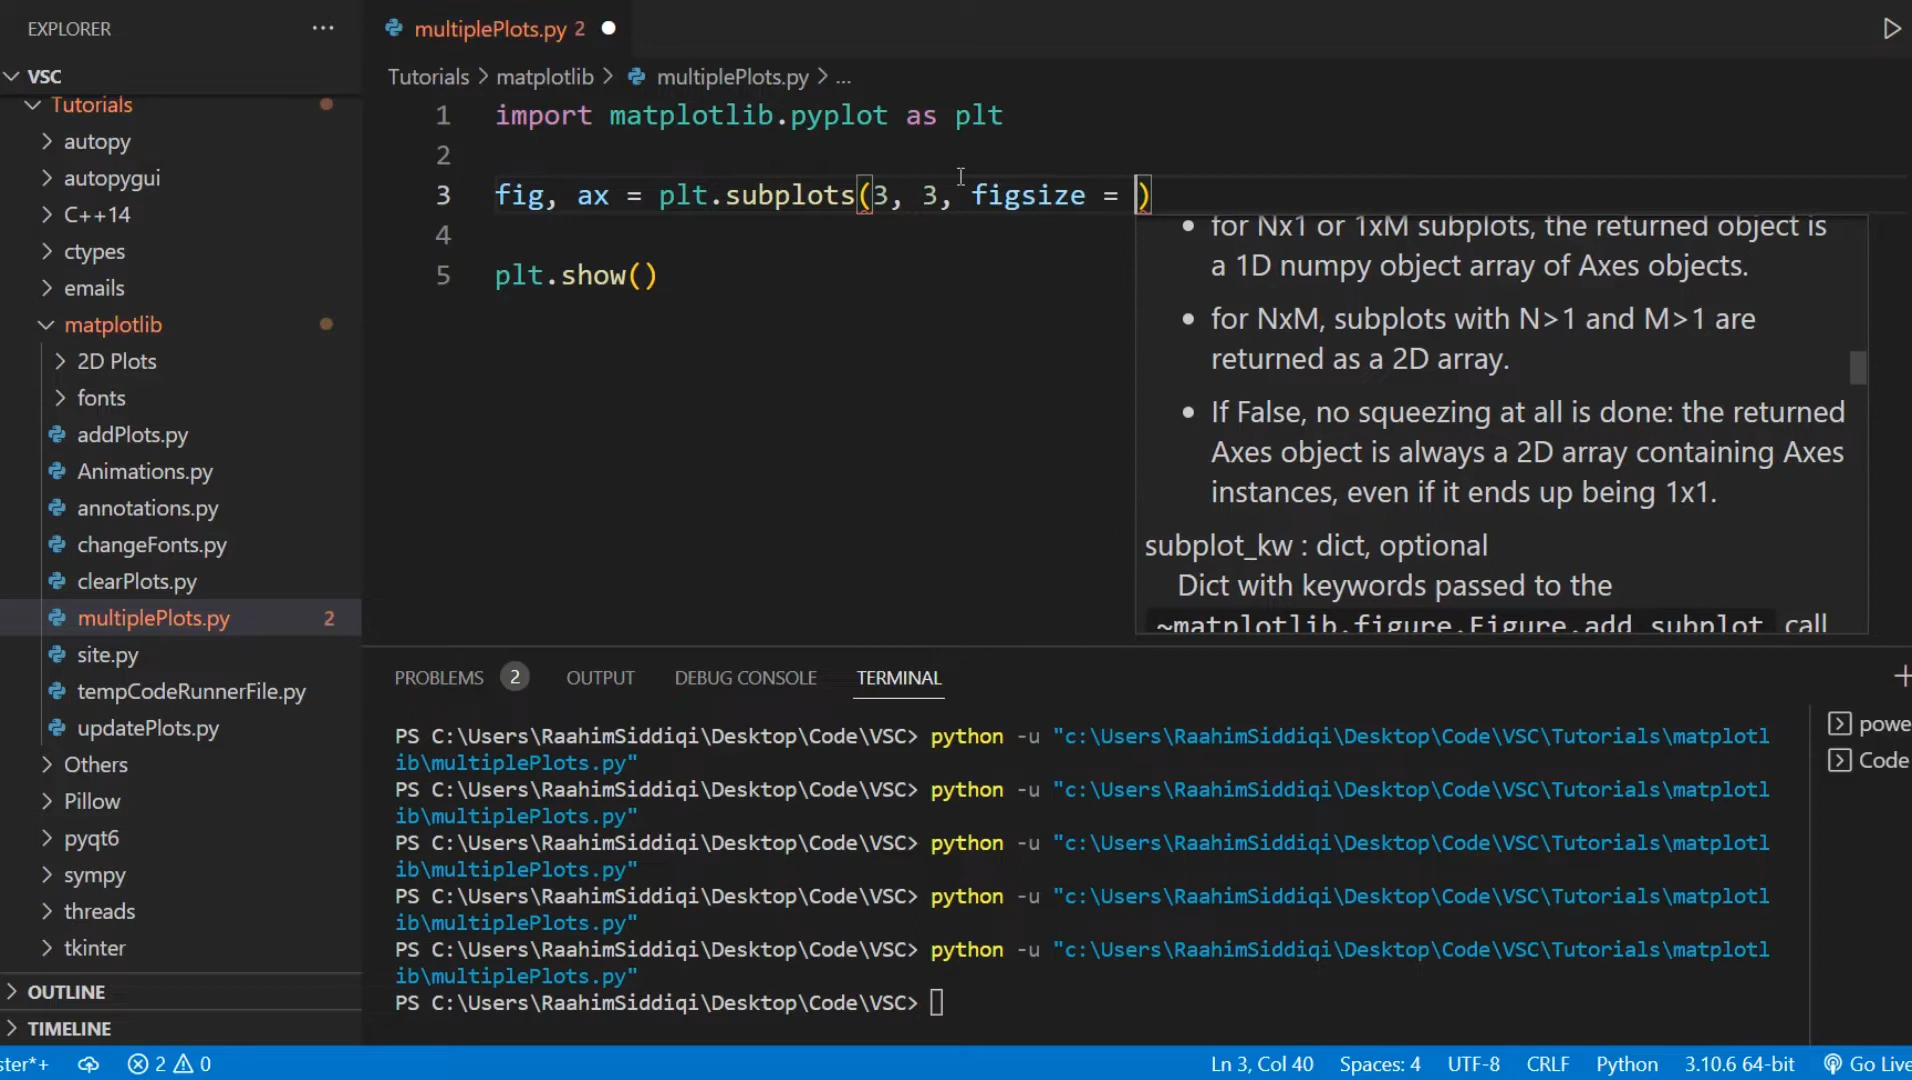 EXPLORER
VSC
Tutorials
autopy
autopygui
C++14
ctypes
emails
matplotlib
2D Plots
fonts
addPlots.py
Animations.py
annotations.py
changeFonts.py
clearPlots.py
multiplePlots.py 2
site.py
tempCodeRunnerFile.py
updatePlots.py
Others
Pillow
pyqt6
sympy
threads
tkinter
OUTLINE
TIMELINE
multiplePlots.py 2
Tutorials > matplotlib > multiplePlots.py > ...
1 import matplotlib.pyplot as plt
2
3 fig, ax = plt.subplots(3, 3, figsize = )
4
5 plt.show()
• for Nx1 or 1xM subplots, the returned object is
a 1D numpy object array of Axes objects.
• for NxM, subplots with N>1 and M>1 are
returned as a 2D array.
• If False, no squeezing at all is done: the returned
Axes object is always a 2D array containing Axes
instances, even if it ends up being 1x1.
subplot_kw : dict, optional
Dict with keywords passed to the
~matplotlib.figure.Figure.add_subplot call
PROBLEMS 2 OUTPUT DEBUG CONSOLE TERMINAL
PS C:\Users\RaahimSiddiqi\Desktop\Code\VSC> python -u "c:\Users\RaahimSiddiqi\Desktop\Code\VSC\Tutorials\matplotl
ib\multiplePlots.py"
PS C:\Users\RaahimSiddiqi\Desktop\Code\VSC> python -u "c:\Users\RaahimSiddiqi\Desktop\Code\VSC\Tutorials\matplotl
ib\multiplePlots.py"
PS C:\Users\RaahimSiddiqi\Desktop\Code\VSC> python -u "c:\Users\RaahimSiddiqi\Desktop\Code\VSC\Tutorials\matplotl
ib\multiplePlots.py"
PS C:\Users\RaahimSiddiqi\Desktop\Code\VSC> python -u "c:\Users\RaahimSiddiqi\Desktop\Code\VSC\Tutorials\matplotl
ib\multiplePlots.py"
PS C:\Users\RaahimSiddiqi\Desktop\Code\VSC> python -u "c:\Users\RaahimSiddiqi\Desktop\Code\VSC\Tutorials\matplotl
ib\multiplePlots.py"
PS C:\Users\RaahimSiddiqi\Desktop\Code\VSC>
powe
Code
ster*+ 2 0 Ln 3, Col 40 Spaces: 4 UTF-8 CRLF Python 3.10.6 64-bit Go Live